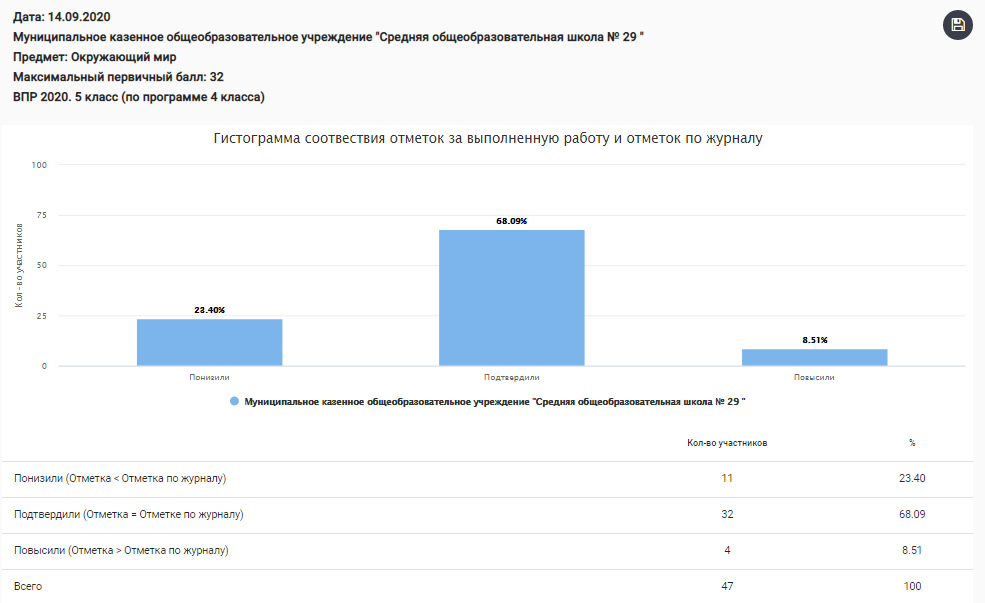 Дата: 14.09.2020
Муниципальное казенное общеобразовательное учреждение "Средняя общеобразовательная школа № 29 "
Предмет: Окружающий мир
Максимальный первичный балл: 32
ВПР 2020. 5 класс (по программе 4 класса)
Гистограмма соотвествия отметок за выполненную работу и отметок по журналу
Кол-во участников
100
75
50
25
0
23.40%
68.09%
8.51%
Понизили
Подтвердили
Повысили
Муниципальное казенное общеобразовательное учреждение "Средняя общеобразовательная школа № 29 "
Кол-во участников %
Понизили (Отметка < Отметка по журналу) 11 23.40
Подтвердили (Отметка = Отметке по журналу) 32 68.09
Повысили (Отметка > Отметка по журналу) 4 8.51
Всего 47 100